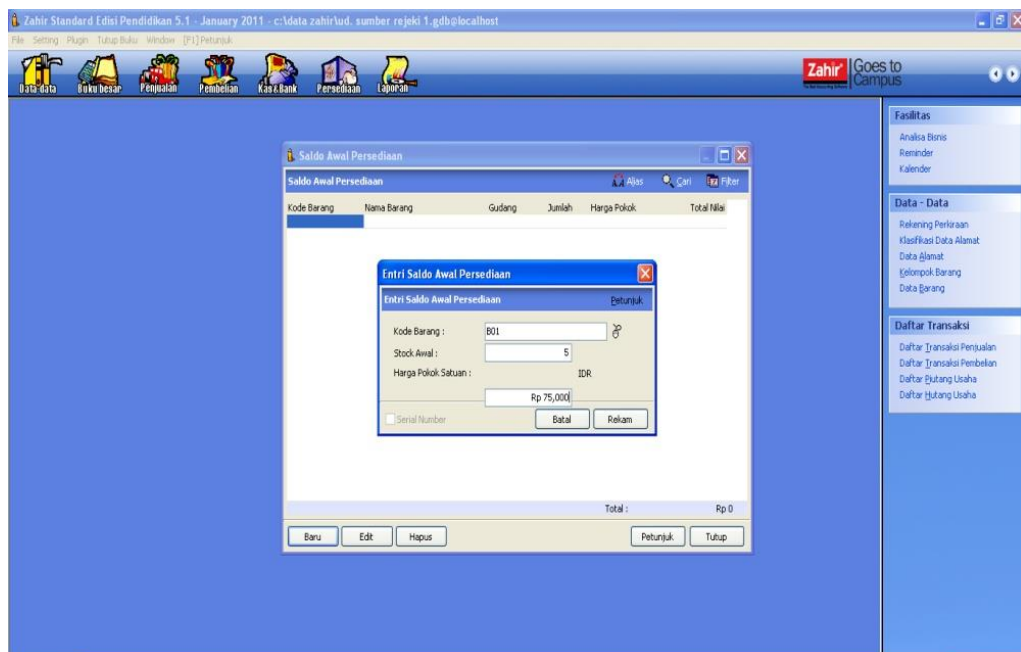 Zahir Standard Edisi Pendidikan 5.1 - January 2011 - c:\data zahir\ud. sumber rejeki 1.gdb@localhost
File Setting Plugin Tutup Buku Window [F1] Petunjuk
Data-data Buku besar Penjualan Pembelian Kas&Bank Persediaan Laporan
Zahir Goes to
Campus
Fasilitas
Analisa Bisnis
Reminder
Kalender
Data - Data
Rekening Perkiraan
Klasifikasi Data Alamat
Data Alamat
Kelompok Barang
Data Barang
Daftar Transaksi
Daftar Transaksi Penjualan
Daftar Transaksi Pembelian
Daftar Piutang Usaha
Daftar Hutang Usaha
Saldo Awal Persediaan
Saldo Awal Persediaan Alias Cari Filter
Kode Barang Nama Barang Gudang Jumlah Harga Pokok Total Nilai
Entri Saldo Awal Persediaan
Entri Saldo Awal Persediaan Petunjuk
Kode Barang : B01
Stock Awal : 5
Harga Pokok Satuan : IDR
Rp 75,000
Serial Number Batal Rekam
Total : Rp 0
Baru Edit Hapus Petunjuk Tutup